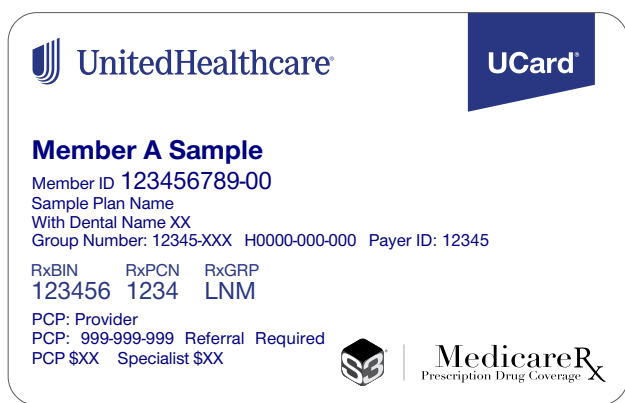 UnitedHealthcare®
UCard®
Member A Sample
Member ID 123456789-00
Sample Plan Name
With Dental Name XX
Group Number: 12345-XXX H0000-000-000 Payer ID: 12345
RxBIN RxPCN RxGRP
123456 1234 LNM
PCP: Provider
PCP: 999-999-999 Referral Required
PCP $XX Specialist $XX
S3
MedicareRx
Prescription Drug Coverage